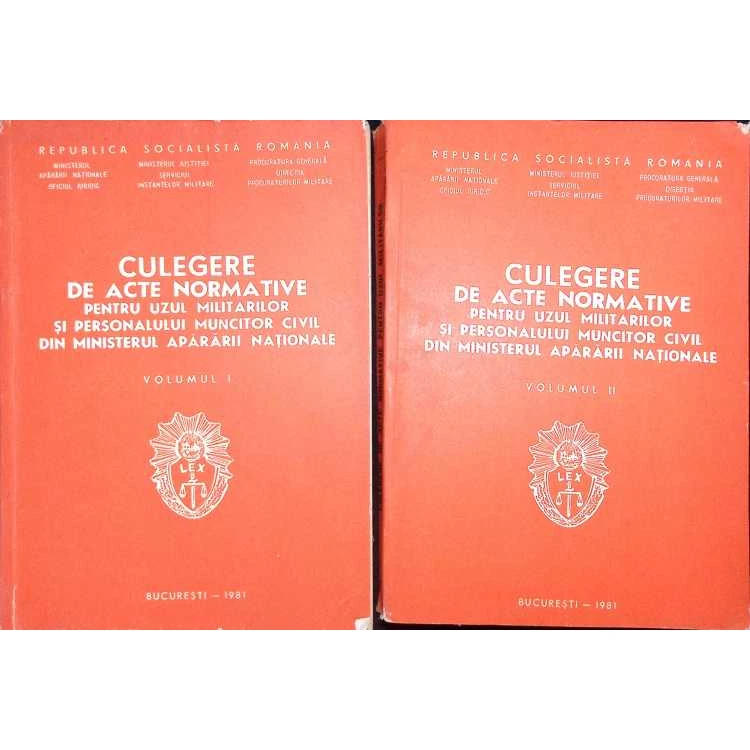 REPUBLICA SOCIALISTĂ ROMÂNIA
MINISTERUL
APĂRĂRII NAȚIONALE
OFICIUL JURIDIC
MINISTERUL JUSTIȚIEI
SERVICIUL
INSTANȚELOR MILITARE
PROCURATURA GENERALĂ
DIRECȚIA
PROCURATURILOR MILITARE
CULEGERE
DE ACTE NORMATIVE
PENTRU UZUL MILITARILOR
ȘI PERSONALULUI MUNCITOR CIVIL
DIN MINISTERUL APĂRĂRII NAȚIONALE
VOLUMUL I
LEX
BUCUREȘTI — 1981
REPUBLICA SOCIALISTĂ ROMÂNIA
MINISTERUL
APĂRĂRII NAȚIONALE
OFICIUL JURIDIC
MINISTERUL JUSTIȚIEI
SERVICIUL
INSTANȚELOR MILITARE
PROCURATURA GENERALĂ
DIRECȚIA
PROCURATURILOR MILITARE
CULEGERE
DE ACTE NORMATIVE
PENTRU UZUL MILITARILOR
ȘI PERSONALULUI MUNCITOR CIVIL
DIN MINISTERUL APĂRĂRII NAȚIONALE
VOLUMUL II
LEX
BUCUREȘTI — 1981